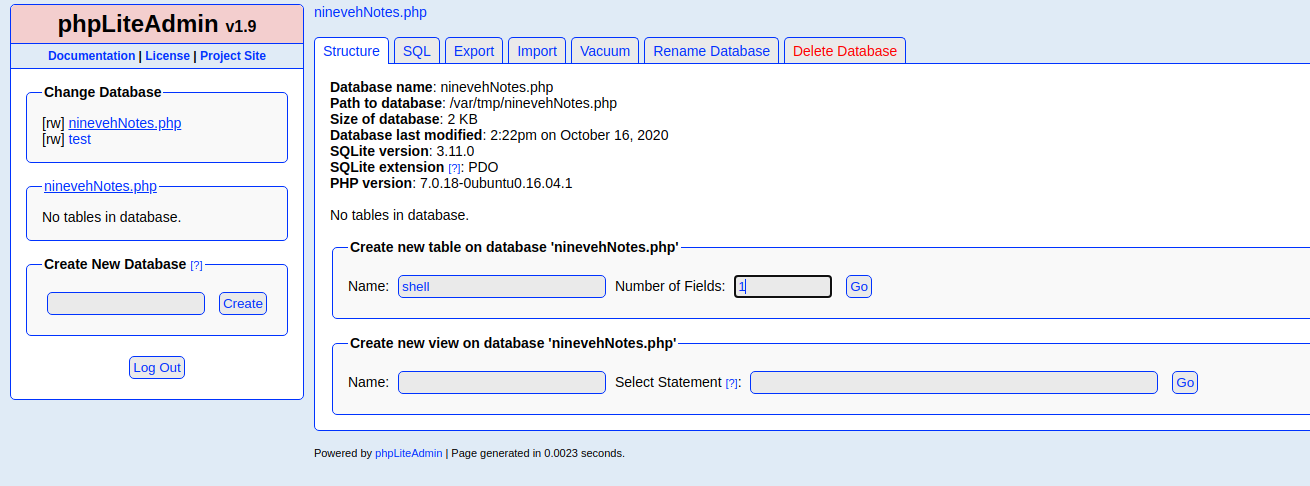 phpLiteAdmin v1.9
Documentation | License | Project Site
Change Database
[rw] ninevehNotes.php
[rw] test
ninevehNotes.php
No tables in database.
Create New Database [?]
Create
Log Out
ninevehNotes.php
Structure SQL Export Import Vacuum Rename Database Delete Database
Database name: ninevehNotes.php
Path to database: /var/tmp/ninevehNotes.php
Size of database: 2 KB
Database last modified: 2:22pm on October 16, 2020
SQLite version: 3.11.0
SQLite extension [?]: PDO
PHP version: 7.0.18-0ubuntu0.16.04.1
No tables in database.
Create new table on database 'ninevehNotes.php'
Name: shell Number of Fields: 1 Go
Create new view on database 'ninevehNotes.php'
Name: Select Statement [?]: Go
Powered by phpLiteAdmin | Page generated in 0.0023 seconds.